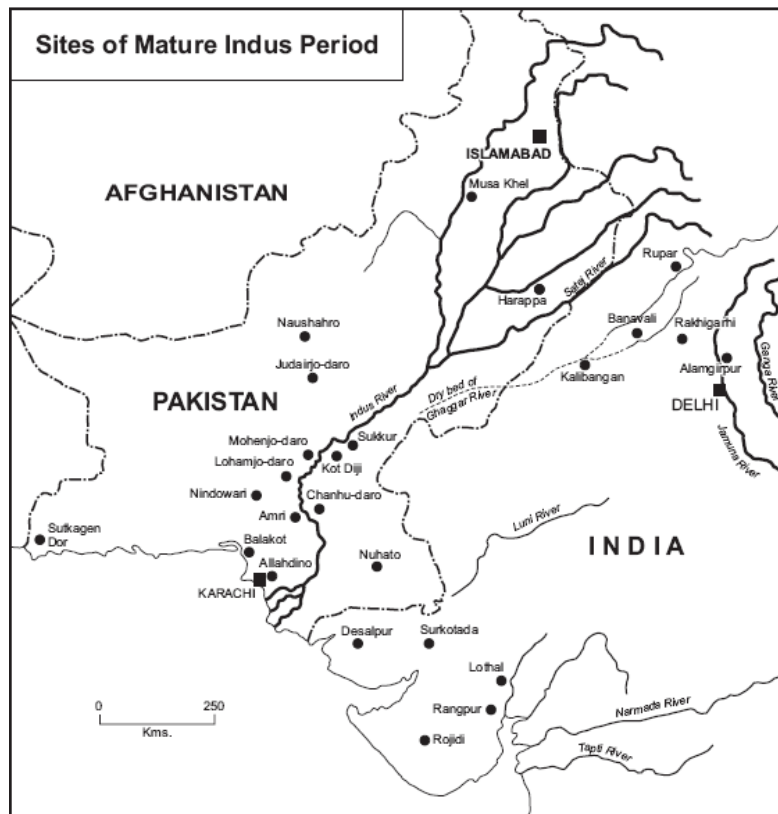 Sites of Mature Indus Period
ISLAMABAD
Musa Khel
AFGHANISTAN
Rupar
Satlej River
Harappa
Banavali
Rakhigarhi
Naushahro
Ganga River
Judairjo-daro
Alamgirpur
Kalibangan
Indus River
Dry bed of
Ghaggar River
PAKISTAN
DELHI
Jamuna River
Mohenjo-daro
Sukkur
Lohamjo-daro
Kot Diji
Nindowari
Chanhu-daro
Amri
Luni River
Sutkagen
Dor
Balakot
INDIA
Nuhato
Allahdino
KARACHI
Desalpur
Surkotada
Lothal
0
250
Kms.
Rangpur
Narmada River
Rojidi
Tapti River